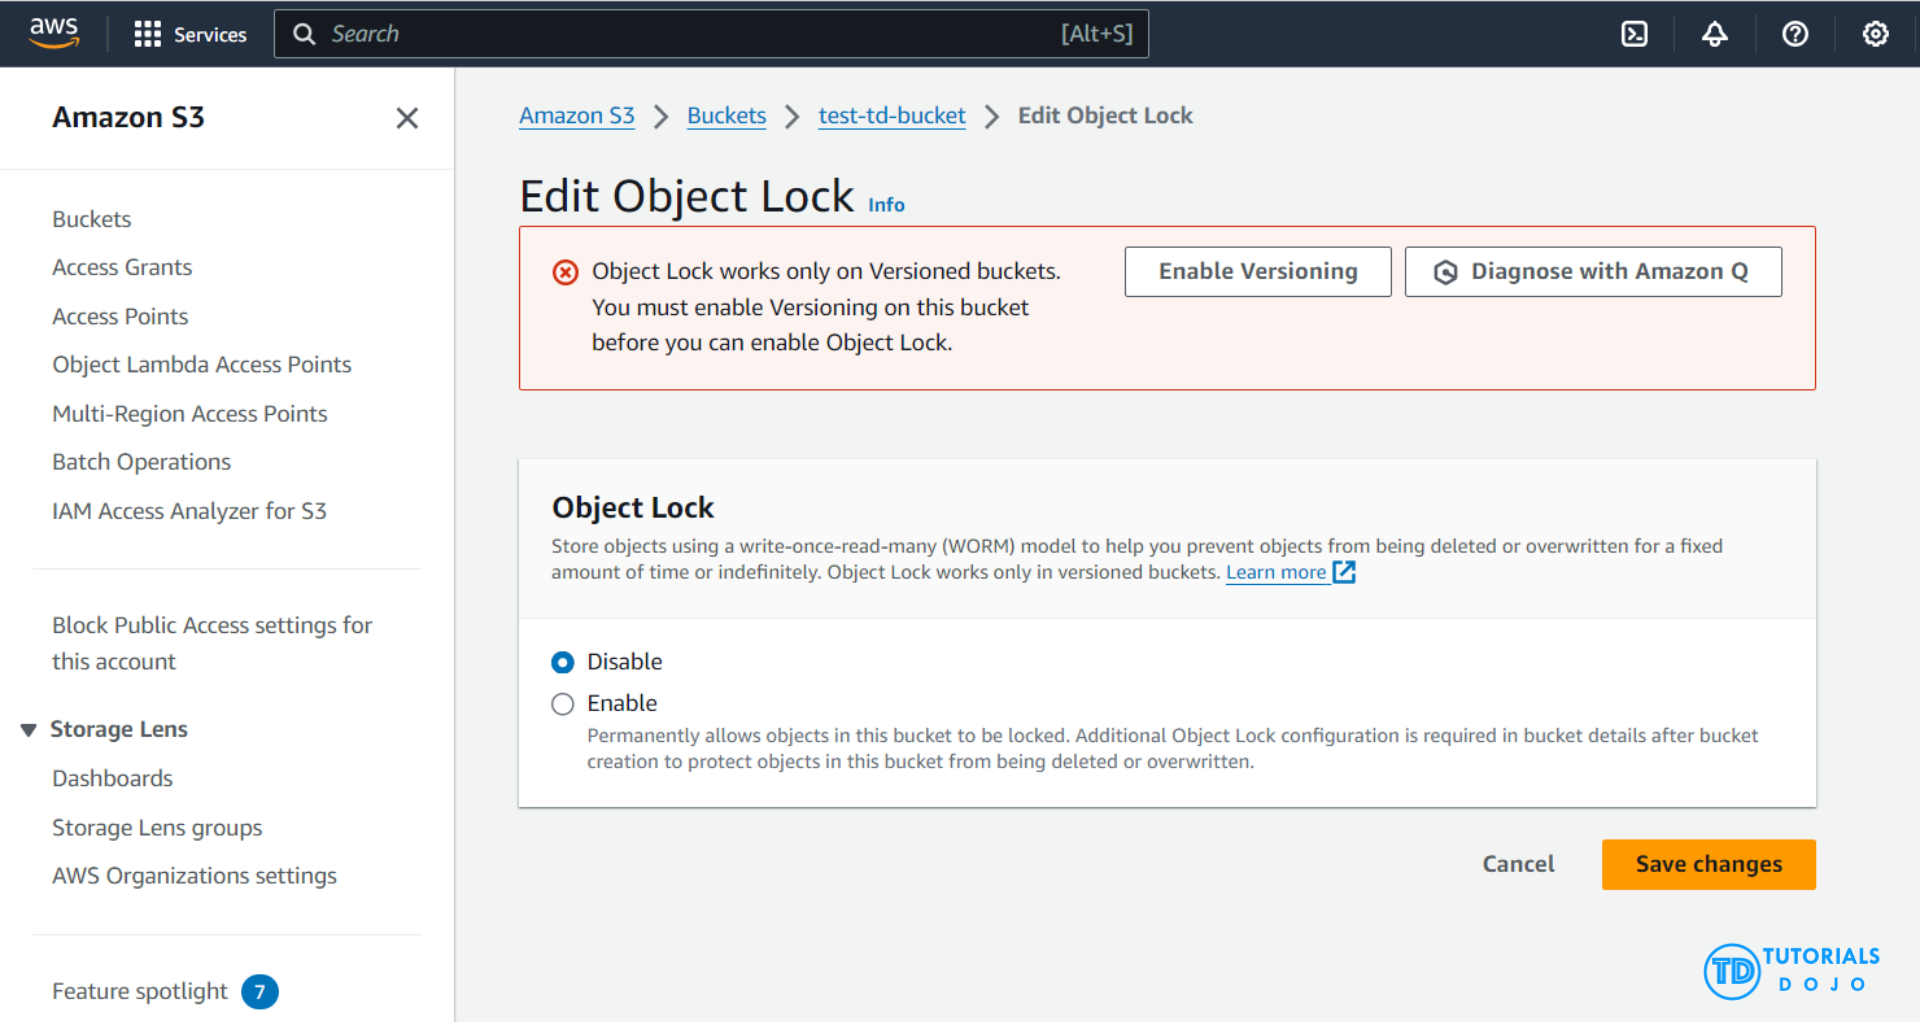 aws
Services
Search
[Alt+S]
Amazon S3
Buckets
Access Grants
Access Points
Object Lambda Access Points
Multi-Region Access Points
Batch Operations
IAM Access Analyzer for S3
Block Public Access settings for
this account
Storage Lens
Dashboards
Storage Lens groups
AWS Organizations settings
Feature spotlight 7
Amazon S3 > Buckets > test-td-bucket > Edit Object Lock
Edit Object Lock Info
Object Lock works only on Versioned buckets.
You must enable Versioning on this bucket
before you can enable Object Lock.
Enable Versioning
Diagnose with Amazon Q
Object Lock
Store objects using a write-once-read-many (WORM) model to help you prevent objects from being deleted or overwritten for a fixed
amount of time or indefinitely. Object Lock works only in versioned buckets. Learn more
Disable
Enable
Permanently allows objects in this bucket to be locked. Additional Object Lock configuration is required in bucket details after bucket
creation to protect objects in this bucket from being deleted or overwritten.
Cancel
Save changes
TD
TUTORIALS
DOJO